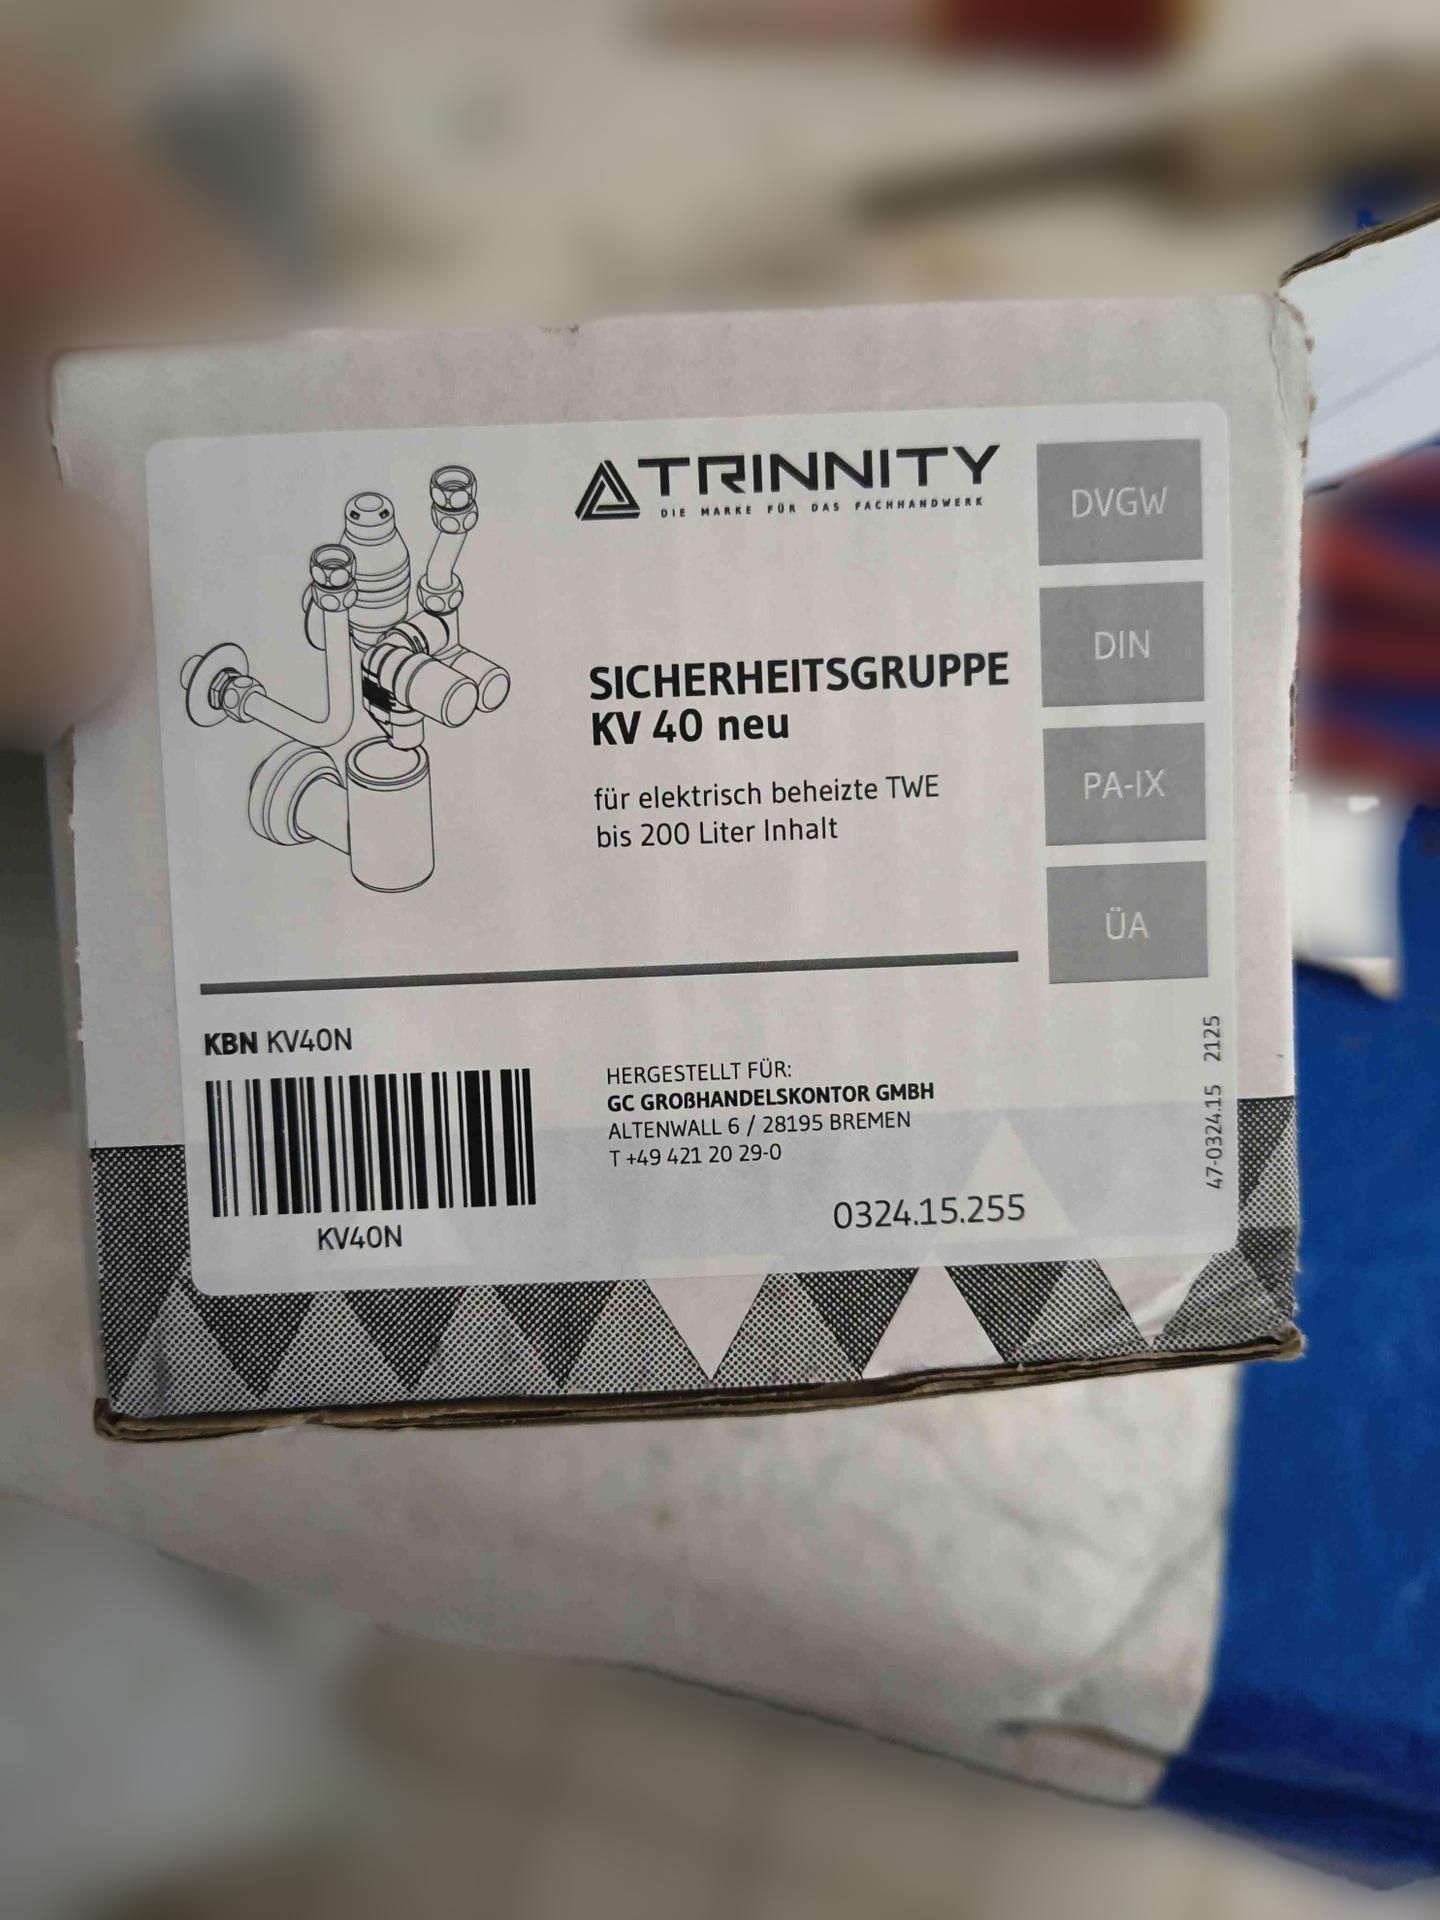 TRINNITY
DIE MARKE FÜR DAS FACHHANDWERK
DVGW
DIN
PA-IX
ÜA
SICHERHEITSGRUPPE
KV 40 neu
für elektrisch beheizte TWE
bis 200 Liter Inhalt
KBN KV40N
KV40N
HERGESTELLT FÜR:
GC GROßHANDELSKONTOR GMBH
ALTENWALL 6 / 28195 BREMEN
T +49 421 20 29-0
0324.15.255
47-0324.15 2125